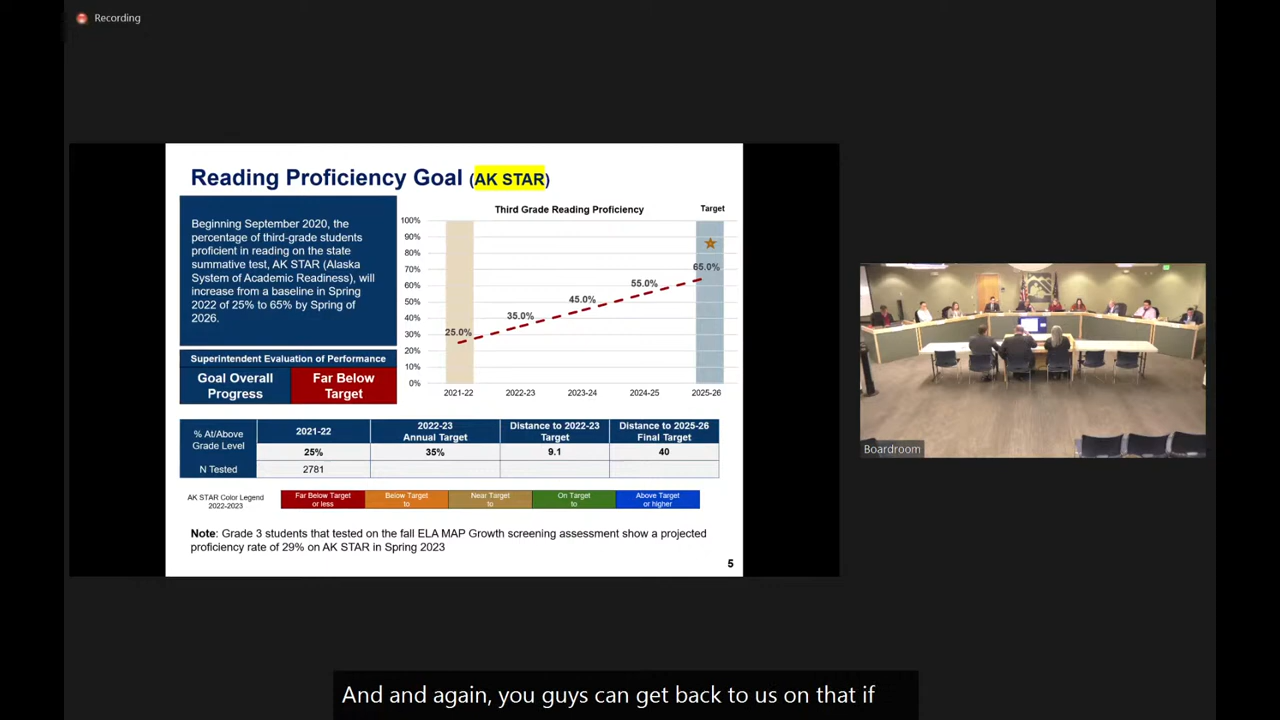 Recording
Reading Proficiency Goal (AK STAR)
Beginning September 2020, the
percentage of third-grade students
proficient in reading on the state
summative test, AK STAR (Alaska
System of Academic Readiness), will
increase from a baseline in Spring
2022 of 25% to 65% by Spring of
2026.
Superintendent Evaluation of Performance
Goal Overall
Progress
Far Below
Target
Third Grade Reading Proficiency
Target
100%
90%
80%
70%
60%
50%
40%
30%
20%
10%
0%
25.0%
35.0%
45.0%
55.0%
65.0%
2021-22
2022-23
2023-24
2024-25
2025-26
% At/Above
Grade Level
2021-22
2022-23
Annual Target
Distance to 2022-23
Target
Distance to 2025-26
Final Target
25%
35%
9.1
40
N Tested
2781
AK STAR Color Legend
2022-2023
Far Below Target
or less
Below Target
to
Near Target
to
On Target
to
Above Target
or higher
Note: Grade 3 students that tested on the fall ELA MAP Growth screening assessment show a projected
proficiency rate of 29% on AK STAR in Spring 2023
5
Boardroom
And and again, you guys can get back to us on that if